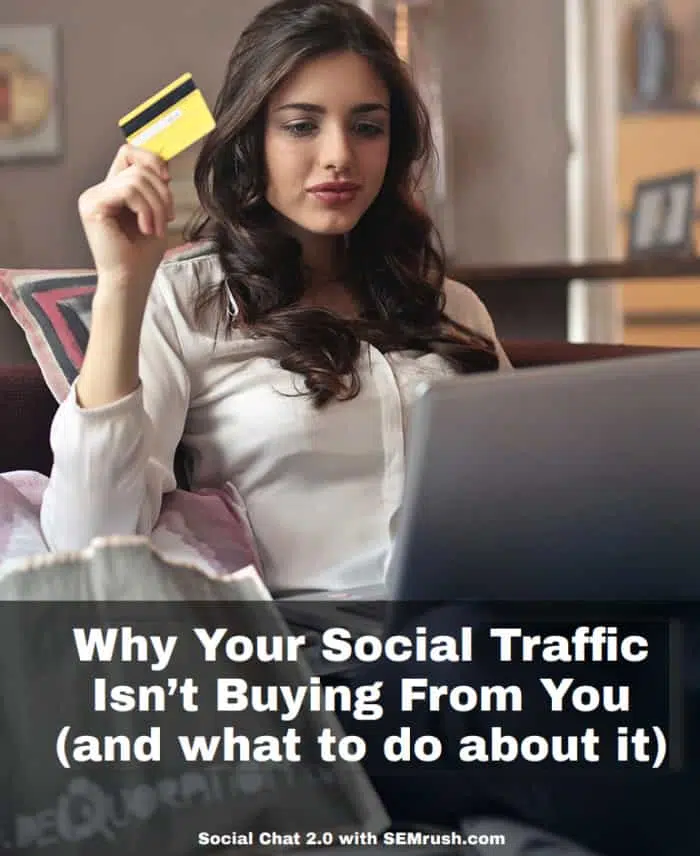 Why Your Social Traffic
Isn't Buying From You
(and what to do about it)
Social Chat 2.0 with SEMrush.com